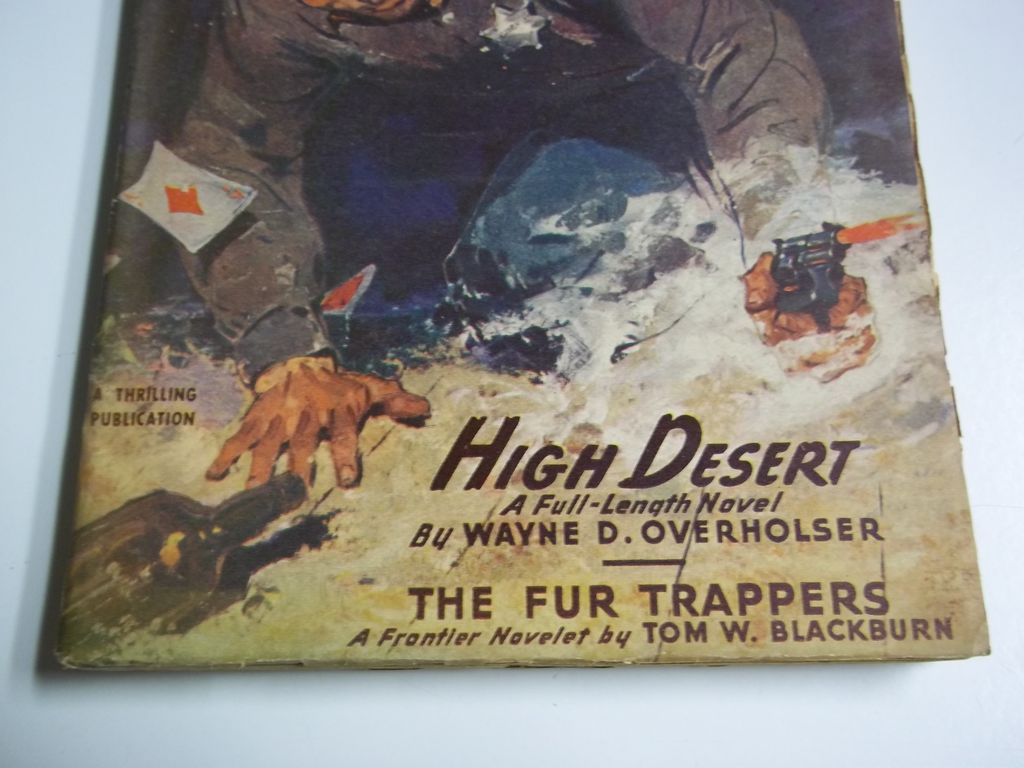 A THRILLING
PUBLICATION
HIGH DESERT
A Full-Length Novel
By WAYNE D. OVERHOLSER
THE FUR TRAPPERS
A Frontier Novelet by TOM W. BLACKBURN